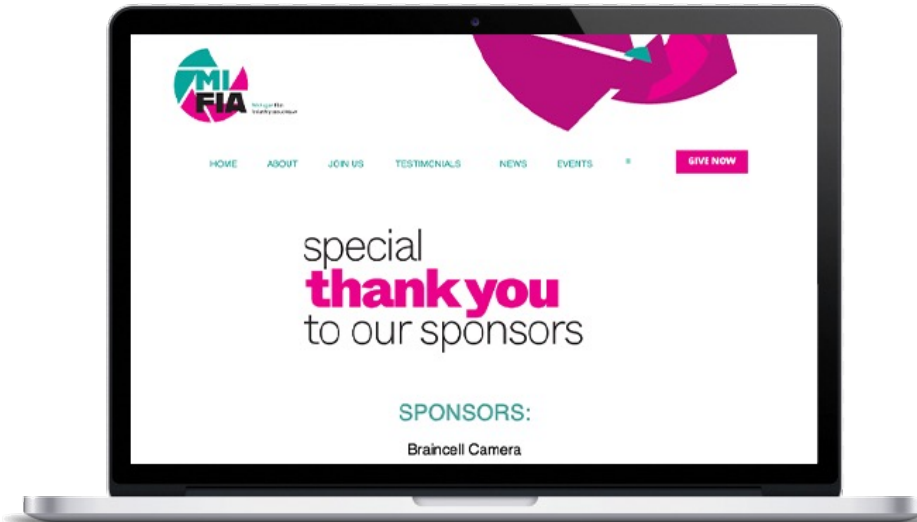 MI
FIA
HOME ABOUT JOIN US TESTIMONIALS NEWS EVENTS GIVE NOW
special
thank you
to our sponsors
SPONSORS:
Braincell Camera